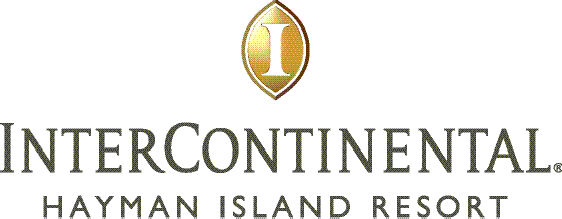 I
INTERCONTINENTAL®
HAYMAN ISLAND RESORT